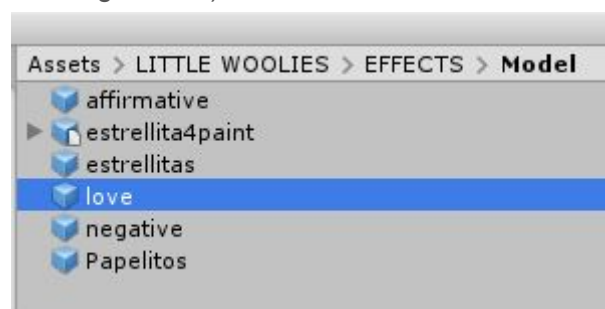 Assets > LITTLE WOOLIES > EFFECTS > Model
affirmative
estrellita4paint
estrellitas
love
negative
Papelitos